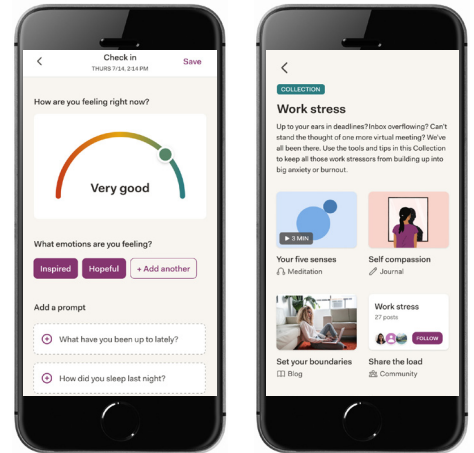 Check in
THURS 7/14, 2:14 PM
Save
How are you feeling right now?
Very good
What emotions are you feeling?
Inspired
Hopeful
+ Add another
Add a prompt
What have you been up to lately?
How did you sleep last night?
COLLECTION
Work stress
Up to your ears in deadlines? Inbox overflowing? Can't
stand the thought of one more virtual meeting? We've
all been there. Use the tools and tips in this Collection
to keep all those work stressors from building up into
big anxiety or burnout.
3 MIN
Your five senses
Meditation
Self compassion
Journal
Work stress
27 posts
FOLLOW
Set your boundaries
Blog
Share the load
Community